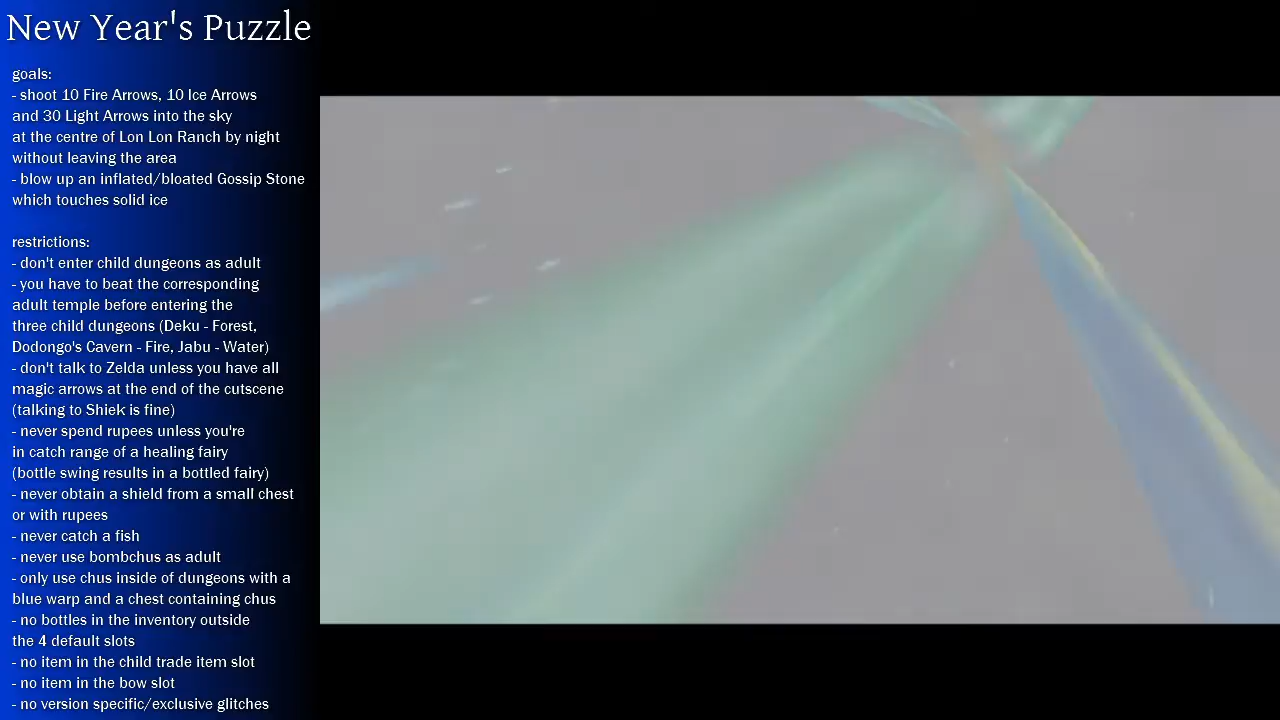 New Year's Puzzle
goals:
- shoot 10 Fire Arrows, 10 Ice Arrows
and 30 Light Arrows into the sky
at the centre of Lon Lon Ranch by night
without leaving the area
- blow up an inflated/bloated Gossip Stone
which touches solid ice
restrictions:
- don't enter child dungeons as adult
- you have to beat the corresponding
adult temple before entering the
three child dungeons (Deku - Forest,
Dodongo's Cavern - Fire, Jabu - Water)
- don't talk to Zelda unless you have all
magic arrows at the end of the cutscene
(talking to Shiek is fine)
- never spend rupees unless you're
in catch range of a healing fairy
(bottle swing results in a bottled fairy)
- never obtain a shield from a small chest
or with rupees
- never catch a fish
- never use bombchus as adult
- only use chus inside of dungeons with a
blue warp and a chest containing chus
- no bottles in the inventory outside
the 4 default slots
- no item in the child trade item slot
- no item in the bow slot
- no version specific/exclusive glitches